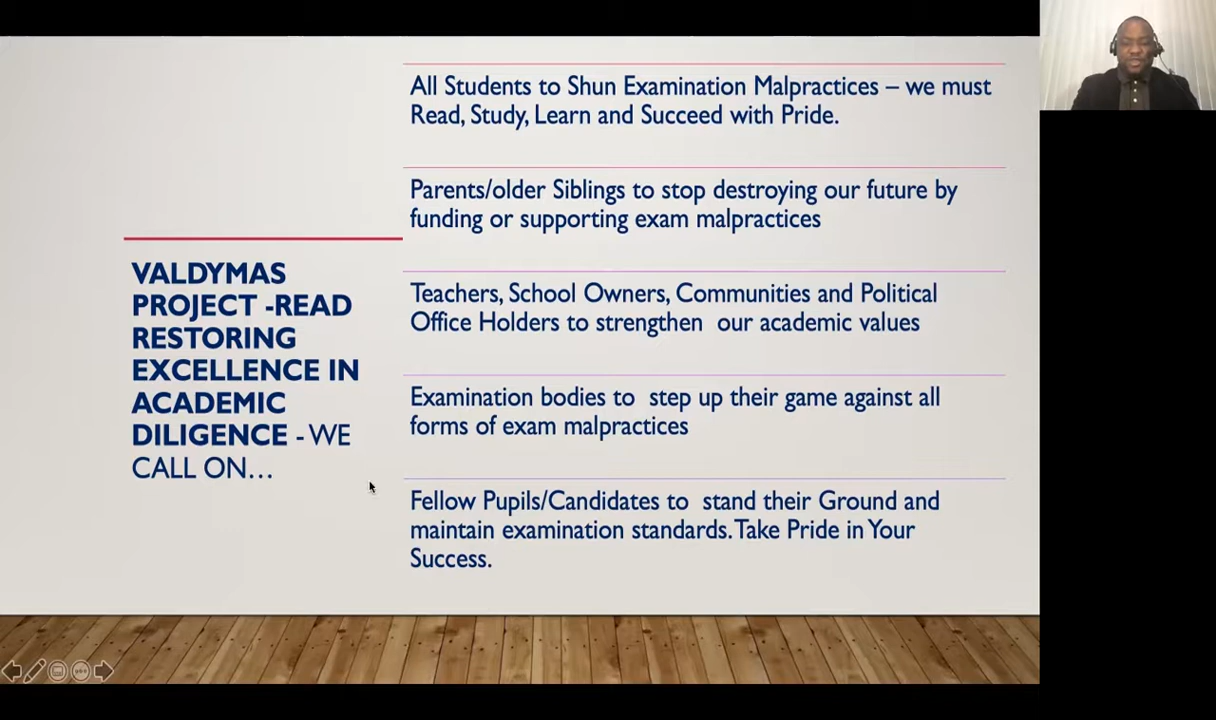 VALDYMAS
PROJECT -READ
RESTORING
EXCELLENCE IN
ACADEMIC
DILIGENCE - WE
CALL ON...
All Students to Shun Examination Malpractices – we must
Read, Study, Learn and Succeed with Pride.
Parents/older Siblings to stop destroying our future by
funding or supporting exam malpractices
Teachers, School Owners, Communities and Political
Office Holders to strengthen  our academic values
Examination bodies to  step up their game against all
forms of exam malpractices
Fellow Pupils/Candidates to  stand their Ground and
maintain examination standards. Take Pride in Your
Success.